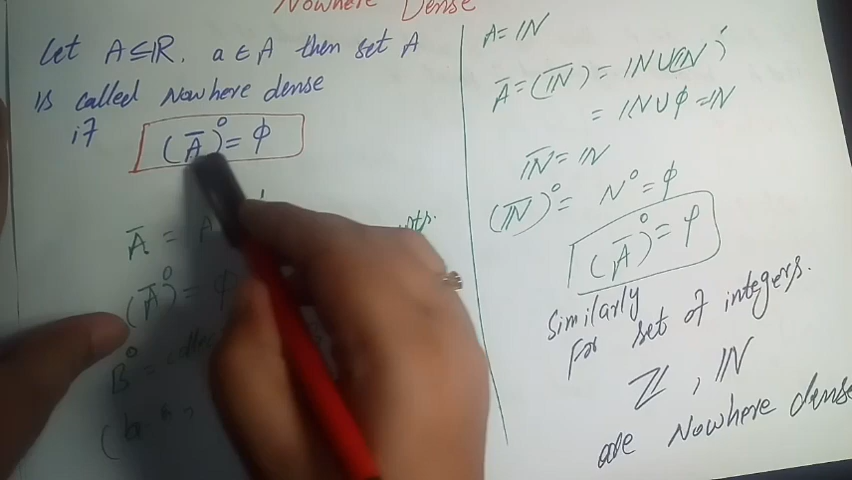 Nowhere Dense
Let A⊆ℝ, a∈A then set A
is called Nowhere dense
if (Ā)° = φ
Ā = A
(Ā)° = φ
B° =
A = ℕ
Ā = (ℕ̄) = ℕ∪(ℕ)′
= ℕ∪φ = ℕ
ℕ̄ = ℕ
(ℕ̄)° = N° = φ
(Ā)° = φ
Similarly
For set of integers.
ℤ, ℕ
are Nowhere dense